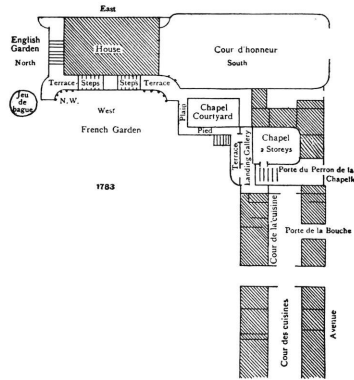 East
English
Garden
North
House
Cour d'honneur
South
Terrace
Steps
Steps
Terrace
Jeu
de
bague
N.W.
West
French Garden
Plain
Pied
Chapel
Courtyard
Terrace
Landing Gallery
Chapel
2 Storeys
Porte du Perron de la
Chapelle
1783
Cour de la cuisine
Porte de la Bouche
Cour des cuisines
Avenue